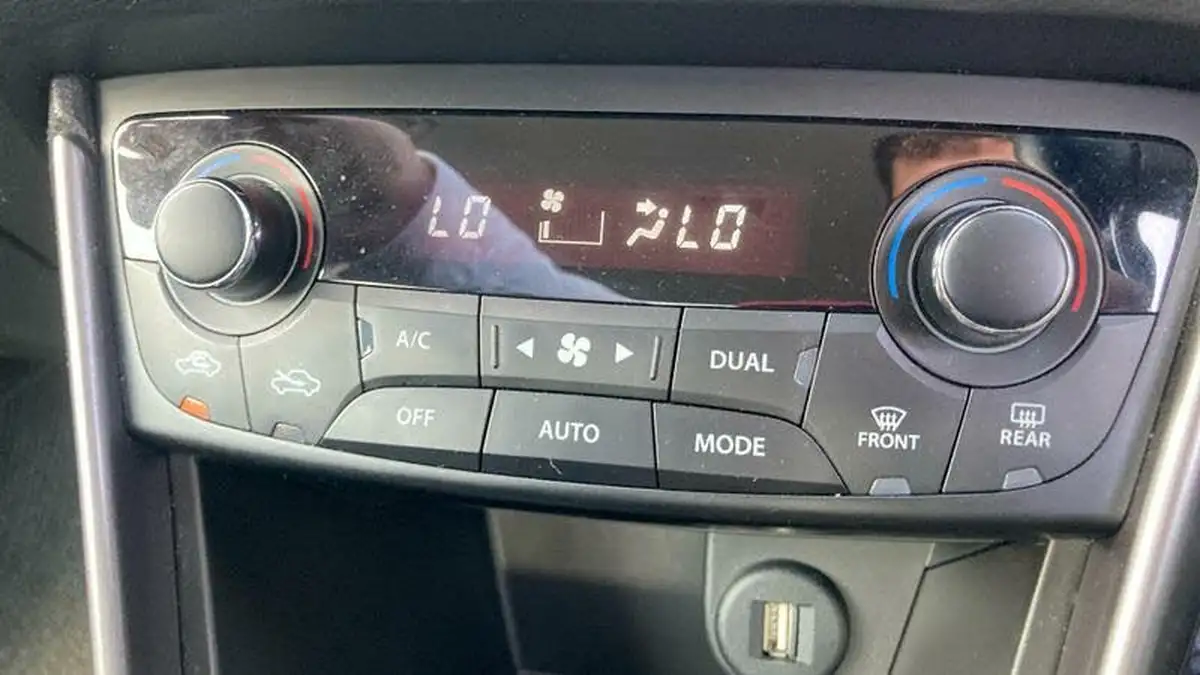 LO LO
A/C
DUAL
OFF
AUTO
MODE
FRONT
REAR